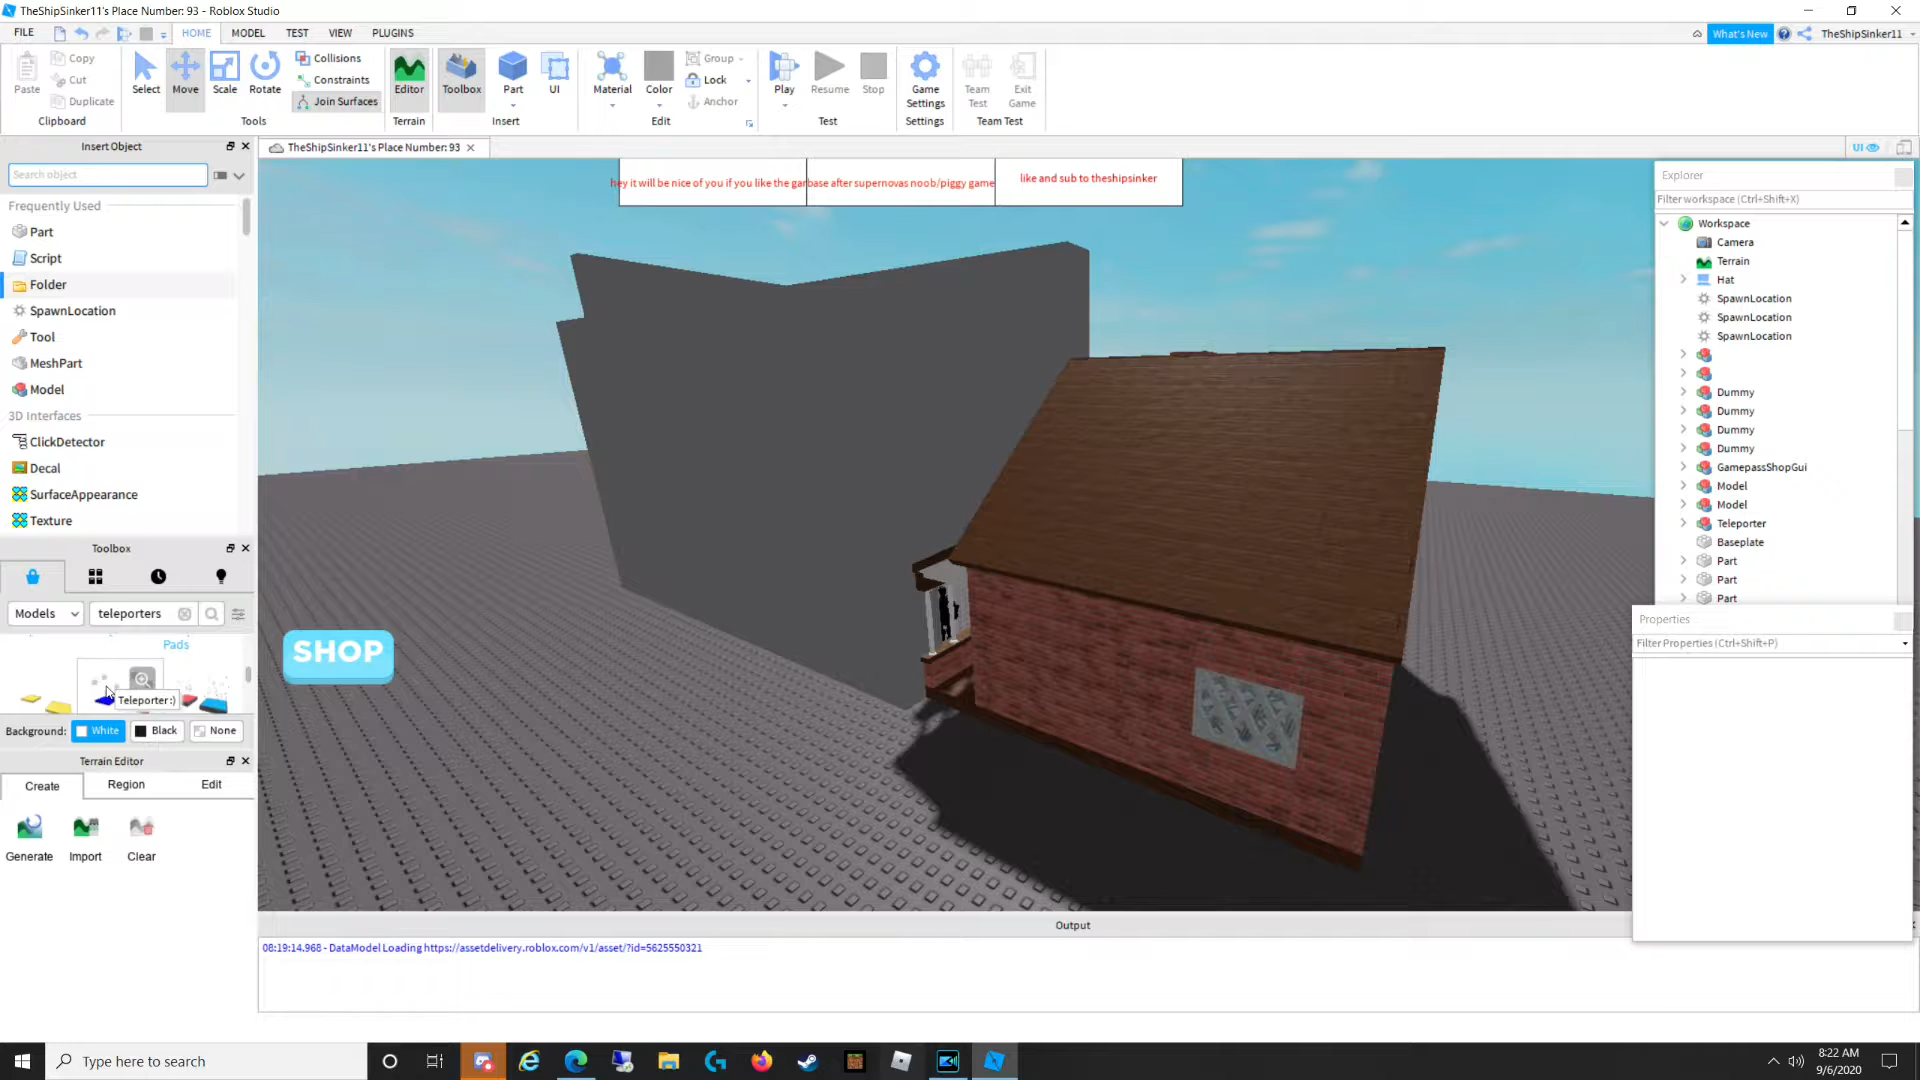 TheShipSinker11's Place Number: 93 - Roblox Studio
FILE
HOME
MODEL
TEST
VIEW
PLUGINS
What's New
TheShipSinker11
Paste
Copy
Cut
Duplicate
Clipboard
Select
Move
Scale
Rotate
Collisions
Constraints
Join Surfaces
Tools
Editor
Terrain
Toolbox
Part
UI
Insert
Material
Color
Group
Lock
Anchor
Edit
Play
Resume
Stop
Test
Game Settings
Settings
Team Test
Exit Game
Team Test
Insert Object
Search object
Frequently Used
Part
Script
Folder
SpawnLocation
Tool
MeshPart
Model
3D Interfaces
ClickDetector
Decal
SurfaceAppearance
Texture
Toolbox
Models
teleporters
Pads
Teleporter:)
Background:
White
Black
None
Terrain Editor
Create
Region
Edit
Generate
Import
Clear
TheShipSinker11's Place Number: 93
UI
hey it will be nice of you if you like the gar
base after supernovas noob/piggy game
like and sub to theshipsinker
SHOP
Explorer
Filter workspace (Ctrl+Shift+X)
Workspace
Camera
Terrain
Hat
SpawnLocation
SpawnLocation
SpawnLocation
Dummy
Dummy
Dummy
Dummy
GamepassShopGui
Model
Model
Teleporter
Baseplate
Part
Part
Part
Properties
Filter Properties (Ctrl+Shift+P)
Output
08:19:14.968 - DataModel Loading https://assetdelivery.roblox.com/v1/asset/?id=5625550321
Type here to search
8:22 AM
9/6/2020